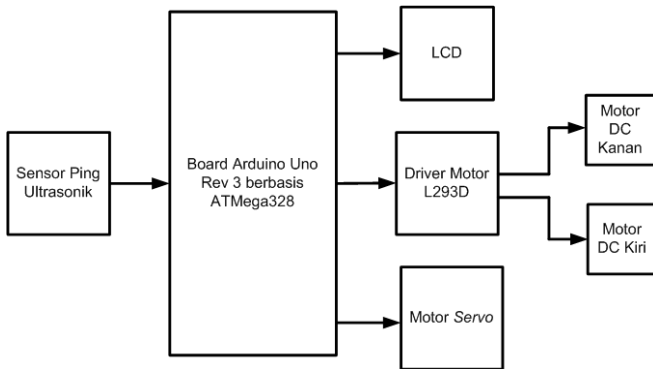 Sensor Ping
Ultrasonik
Board Arduino Uno
Rev 3 berbasis
ATMega328
LCD
Driver Motor
L293D
Motor Servo
Motor
DC
Kanan
Motor
DC Kiri